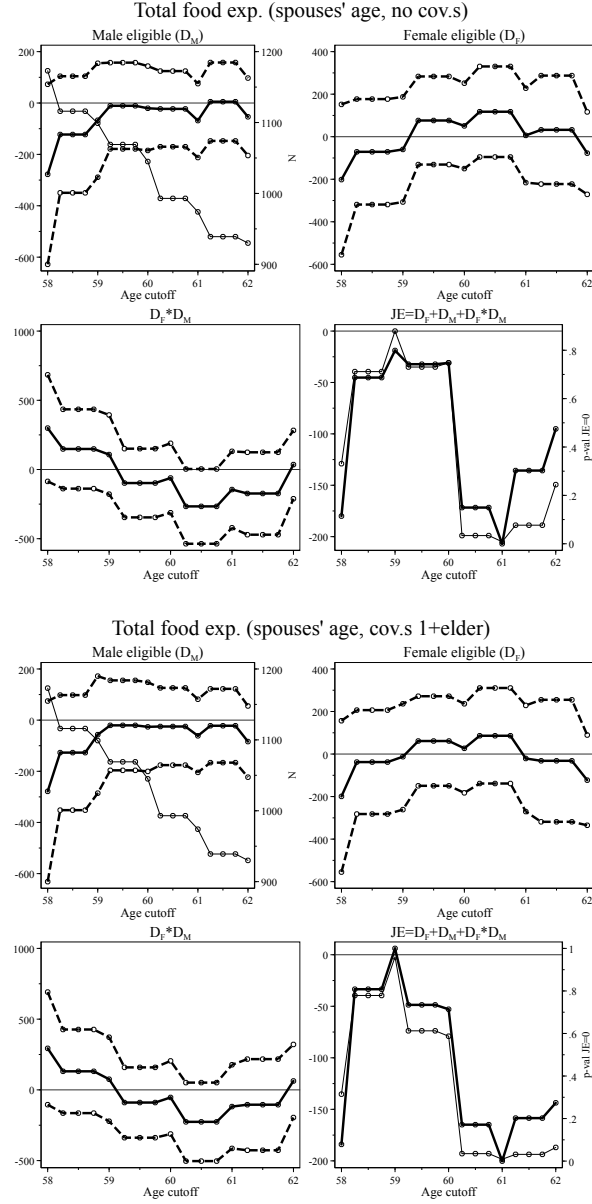 Total food exp. (spouses' age, no cov.s)
Male eligible (D_M)
Female eligible (D_F)
200
0
-200
-400
-600
1200
1100
1000
900
N
58 59 60 61 62
Age cutoff
400
200
0
-200
-400
-600
58 59 60 61 62
Age cutoff
D_F*D_M
JE=D_F+D_M+D_F*D_M
1000
500
0
-500
58 59 60 61 62
Age cutoff
0
-50
-100
-150
-200
.8
.6
.4
.2
0
p-val JE=0
58 59 60 61 62
Age cutoff
Total food exp. (spouses' age, cov.s 1+elder)
Male eligible (D_M)
Female eligible (D_F)
200
0
-200
-400
-600
1200
1100
1000
900
N
58 59 60 61 62
Age cutoff
400
200
0
-200
-400
-600
58 59 60 61 62
Age cutoff
D_F*D_M
JE=D_F+D_M+D_F*D_M
1000
500
0
-500
58 59 60 61 62
Age cutoff
0
-50
-100
-150
-200
1
.8
.6
.4
.2
0
p-val JE=0
58 59 60 61 62
Age cutoff